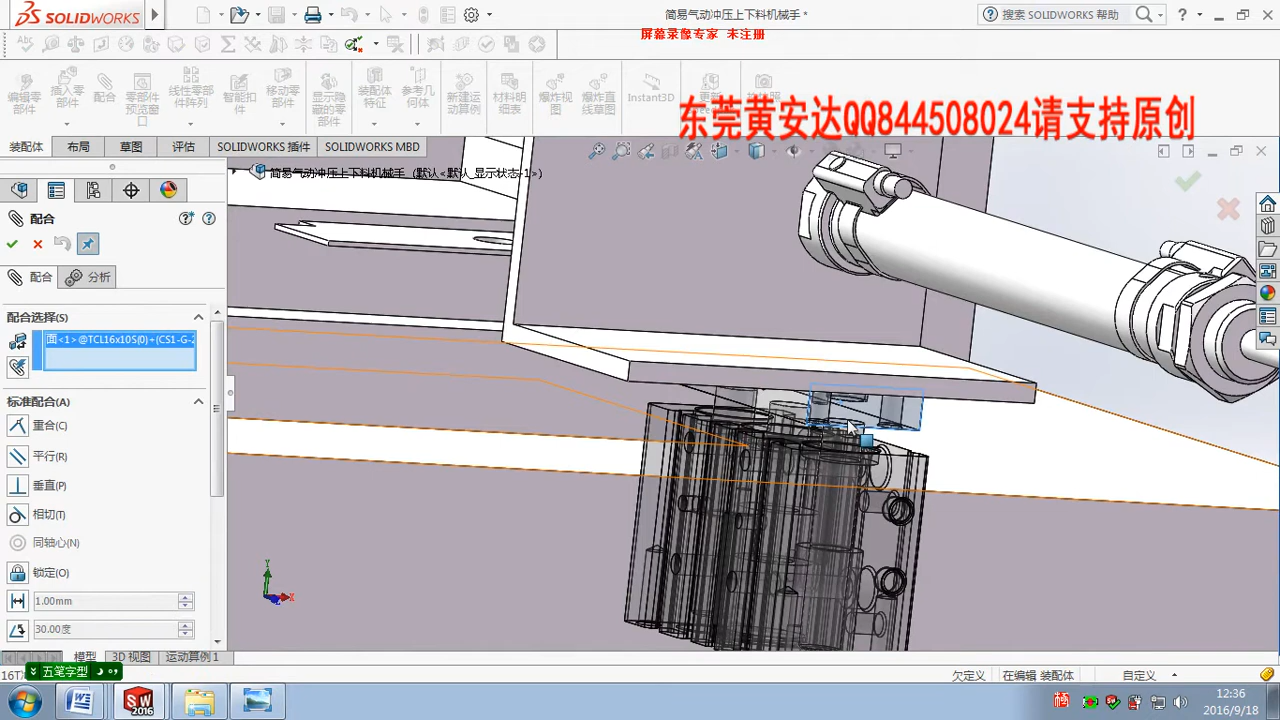 SOLIDWORKS
简易气动冲压上下料机械手 *
搜索 SOLIDWORKS 帮助
屏幕录像专家 未注册
编辑零部件
插入零部件
配合
零部件预览窗口
线性零部件阵列
智能扣件
移动零部件
显示隐藏的零部件
装配体特征
参考几何体
新建运动算例
材料明细表
爆炸视图
爆炸直线草图
Instant3D
东莞黄安达QQ844508024请支持原创
装配体
布局
草图
评估
SOLIDWORKS 插件
SOLIDWORKS MBD
简易气动冲压上下料机械手 (默认<默认_显示状态-1>)
配合
配合
分析
配合选择(S)
面<1>@TCL16x10S(0)+(CS1-G-2
标准配合(A)
重合(C)
平行(R)
垂直(P)
相切(T)
同轴心(N)
锁定(O)
1.00mm
30.00度
Y
X
Z
模型
3D 视图
运动算例 1
五笔字型
欠定义
在编辑 装配体
自定义
SW
2016
12:36
2016/9/18